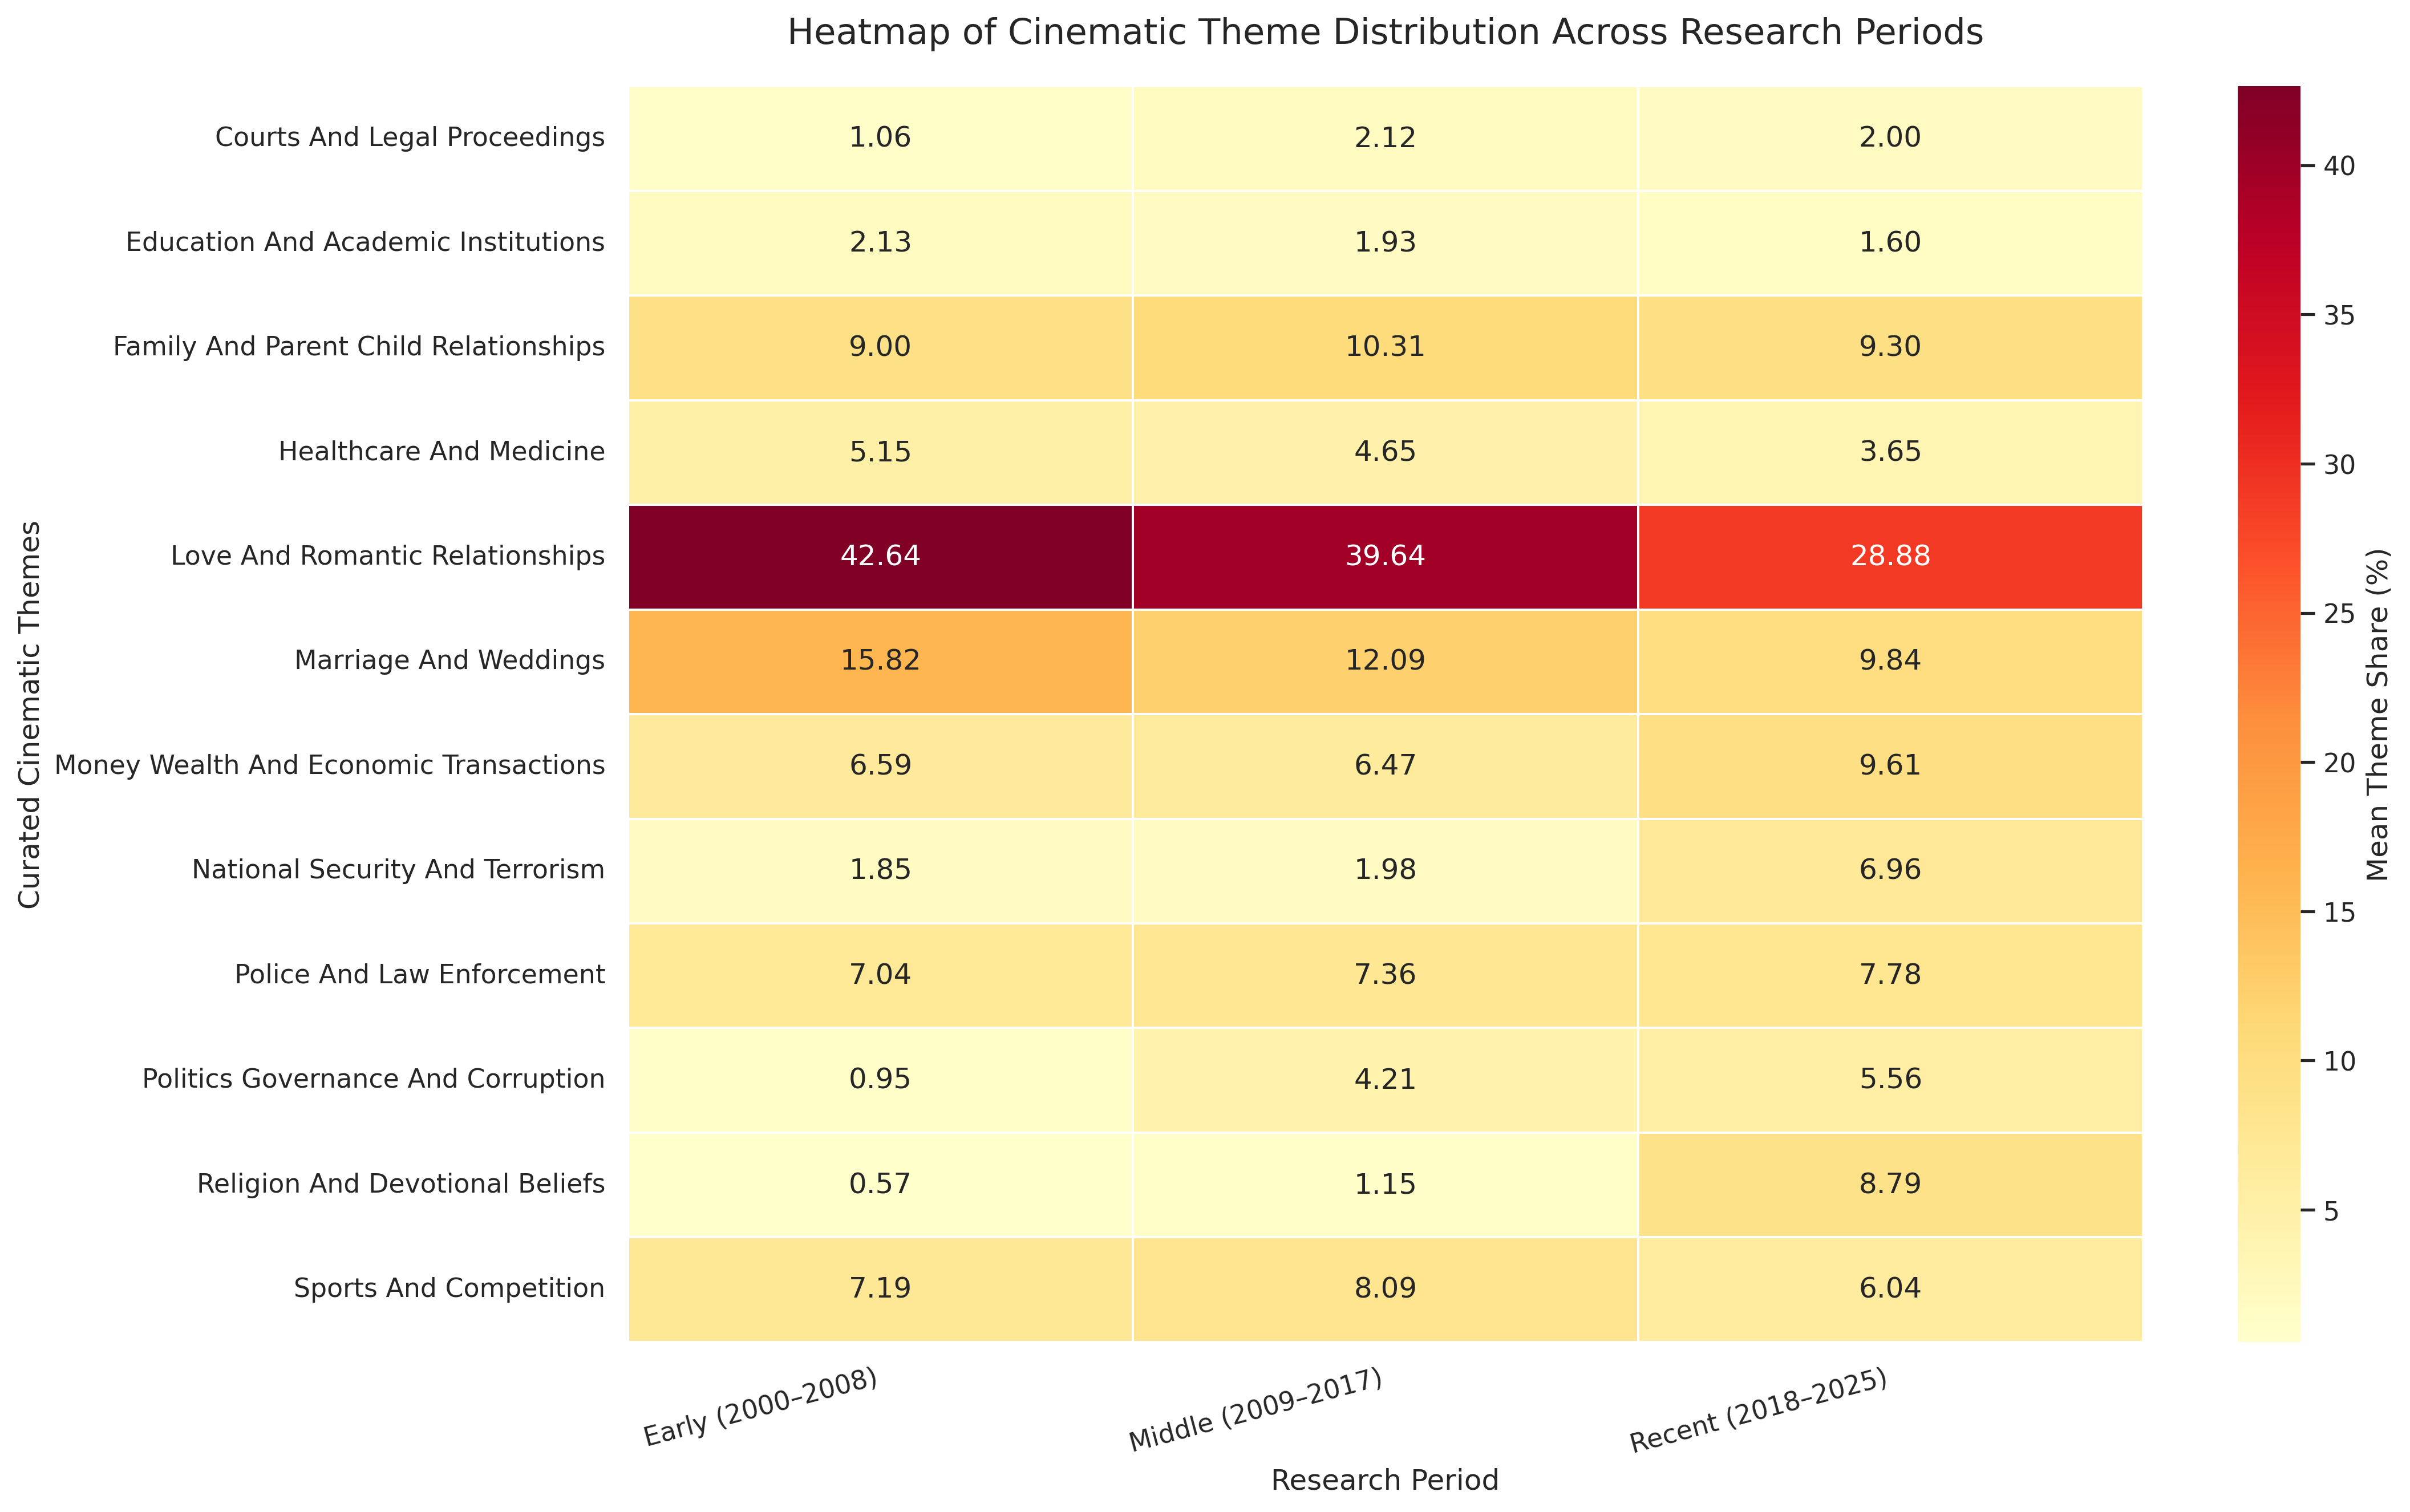 Heatmap of Cinematic Theme Distribution Across Research Periods
Curated Cinematic Themes
Courts And Legal Proceedings 1.06 2.12 2.00
Education And Academic Institutions 2.13 1.93 1.60
Family And Parent Child Relationships 9.00 10.31 9.30
Healthcare And Medicine 5.15 4.65 3.65
Love And Romantic Relationships 42.64 39.64 28.88
Marriage And Weddings 15.82 12.09 9.84
Money Wealth And Economic Transactions 6.59 6.47 9.61
National Security And Terrorism 1.85 1.98 6.96
Police And Law Enforcement 7.04 7.36 7.78
Politics Governance And Corruption 0.95 4.21 5.56
Religion And Devotional Beliefs 0.57 1.15 8.79
Sports And Competition 7.19 8.09 6.04
Early (2000–2008) Middle (2009–2017) Recent (2018–2025)
Research Period
40
35
30
25
20
15
10
5
Mean Theme Share (%)